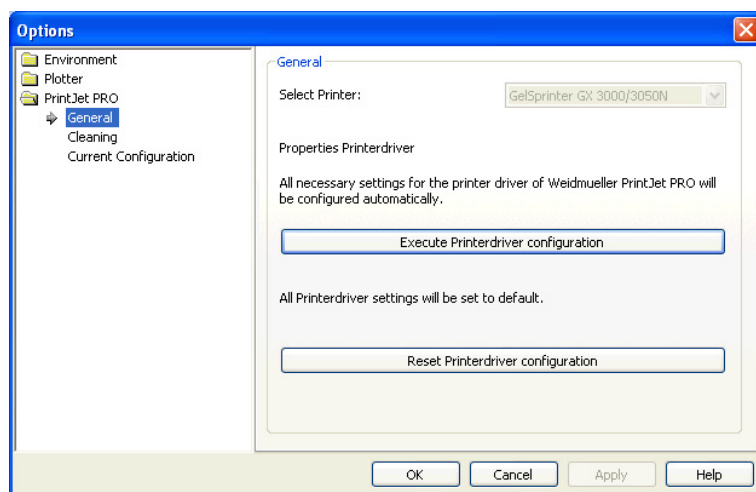 Options
Environment
Plotter
PrintJet PRO
General
Cleaning
Current Configuration
General
Select Printer:
GelSprinter GX 3000/3050N
Properties Printerdriver
All necessary settings for the printer driver of Weidmueller PrintJet PRO will
be configured automatically.
Execute Printerdriver configuration
All Printerdriver settings will be set to default.
Reset Printerdriver configuration
OK
Cancel
Apply
Help